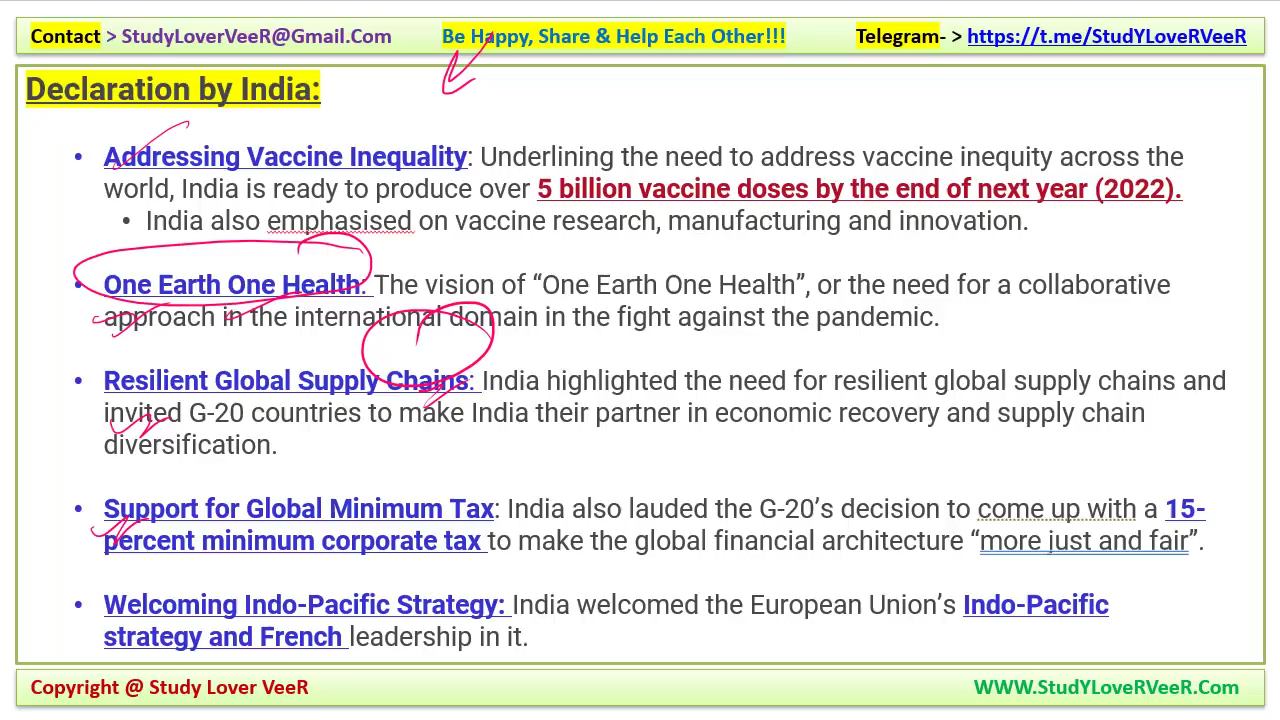 Contact > StudyLoverVeeR@Gmail.Com Be Happy, Share & Help Each Other!!! Telegram- > https://t.me/StudYLoveRVeeR
Declaration by India:
• Addressing Vaccine Inequality: Underlining the need to address vaccine inequity across the
world, India is ready to produce over 5 billion vaccine doses by the end of next year (2022).
• India also emphasised on vaccine research, manufacturing and innovation.
• One Earth One Health: The vision of “One Earth One Health”, or the need for a collaborative
approach in the international domain in the fight against the pandemic.
• Resilient Global Supply Chains: India highlighted the need for resilient global supply chains and
invited G-20 countries to make India their partner in economic recovery and supply chain
diversification.
• Support for Global Minimum Tax: India also lauded the G-20’s decision to come up with a 15-
percent minimum corporate tax to make the global financial architecture “more just and fair”.
• Welcoming Indo-Pacific Strategy: India welcomed the European Union’s Indo-Pacific
strategy and French leadership in it.
Copyright @ Study Lover VeeR WWW.StudYLoveRVeeR.Com